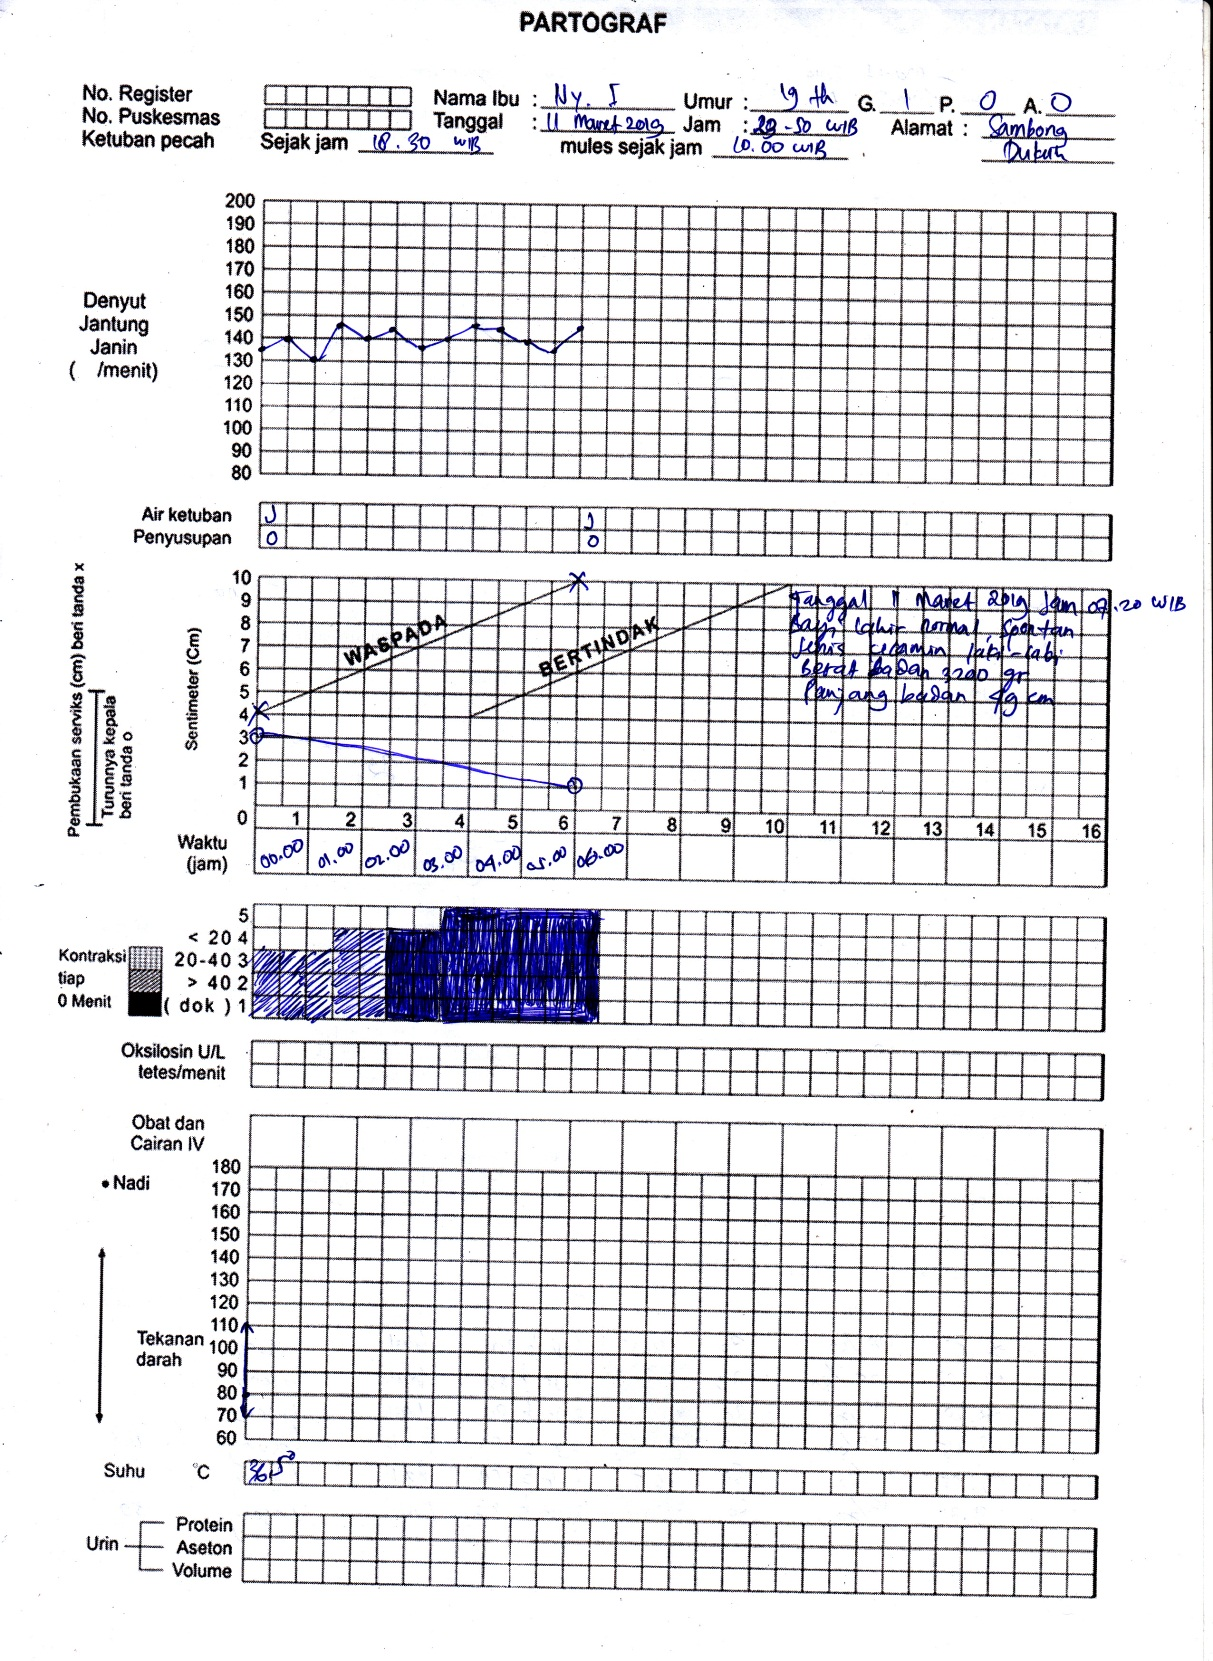 PARTOGRAF
No. Register Nama Ibu : Ny. I Umur : 19 th G. 1 P. 0 A. 0
No. Puskesmas Tanggal : 11 Maret 2019 Jam : -50 WIB Alamat : Sambong
Ketuban pecah Sejak jam 18.30 WIB mules sejak jam 10.00 WIB Dukuh
200
190
180
170
160
150
140
130
120
110
100
90
80
Denyut
Jantung
Janin
( /menit)
Air ketuban J J
Penyusupan 0 0
Pembukaan serviks (cm) beri tanda x
Turunnya kepala
beri tanda o
Sentimeter (Cm)
10
9
8
7
6
5
4
3
2
1
0
WASPADA
BERTINDAK
Tanggal 11 Maret 2019 Jam 07.20 WIB
Bayi lahir normal, spontan
Jenis kelamin laki-laki
Berat badan 3200 gr
Panjang badan 49 cm
1 2 3 4 5 6 7 8 9 10 11 12 13 14 15 16
Waktu
(jam)
00.00 01.00 02.00 03.00 04.00 05.00 06.00
5
< 20 4
Kontraksi 20-40 3
tiap > 40 2
0 Menit ( dok ) 1
Oksilosin U/L
tetes/menit
Obat dan
Cairan IV
• Nadi
180
170
160
150
140
130
120
110
100
90
80
70
60
Tekanan
darah
Suhu °C 36,5°
Urin
Protein
Aseton
Volume